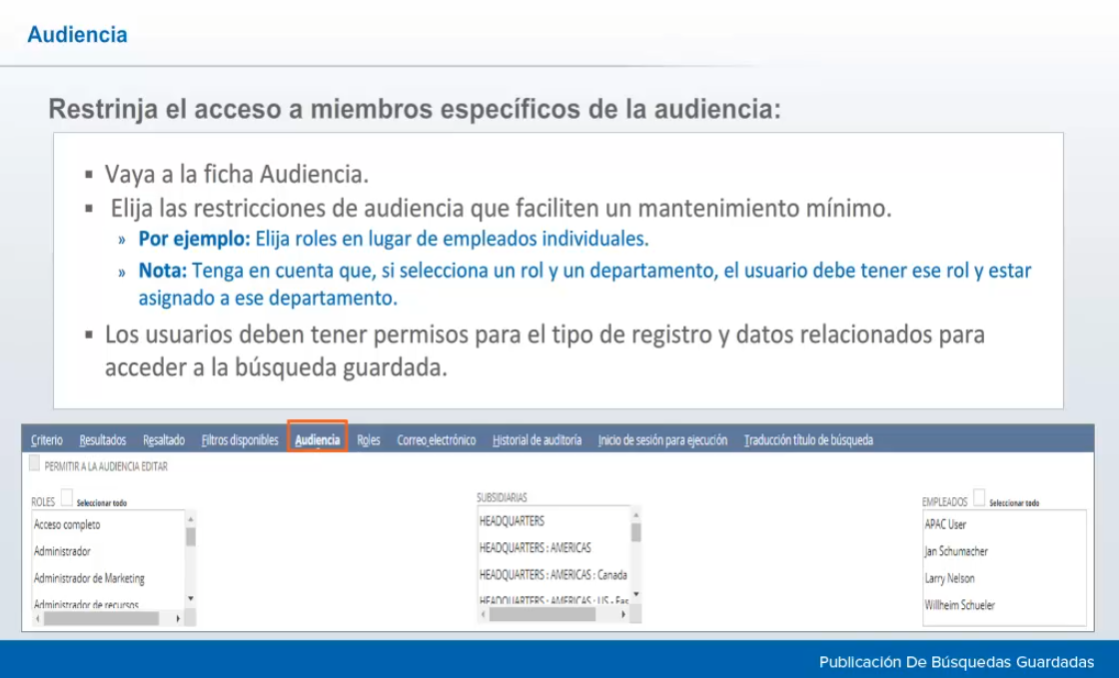 Audiencia
Restrinja el acceso a miembros específicos de la audiencia:
▪ Vaya a la ficha Audiencia.
▪ Elija las restricciones de audiencia que faciliten un mantenimiento mínimo.
» Por ejemplo: Elija roles en lugar de empleados individuales.
» Nota: Tenga en cuenta que, si selecciona un rol y un departamento, el usuario debe tener ese rol y estar
asignado a ese departamento.
▪ Los usuarios deben tener permisos para el tipo de registro y datos relacionados para
acceder a la búsqueda guardada.
Criterio Resultados Resaltado Filtros disponibles Audiencia Roles Correo electrónico Historial de auditoría Inicio de sesión para ejecución Traducción título de búsqueda
PERMITIR A LA AUDIENCIA EDITAR
ROLES Seleccionar todo
Acceso completo
Administrador
Administrador de Marketing
Administrador de recursos
SUBSIDIARIAS
HEADQUARTERS
HEADQUARTERS : AMERICAS
HEADQUARTERS : AMERICAS : Canada
HEADQUARTERS : AMERICAS : US - Eas
EMPLEADOS Seleccionar todo
APAC User
Jan Schumacher
Larry Nelson
Willheim Schueler
Publicación De Búsquedas Guardadas